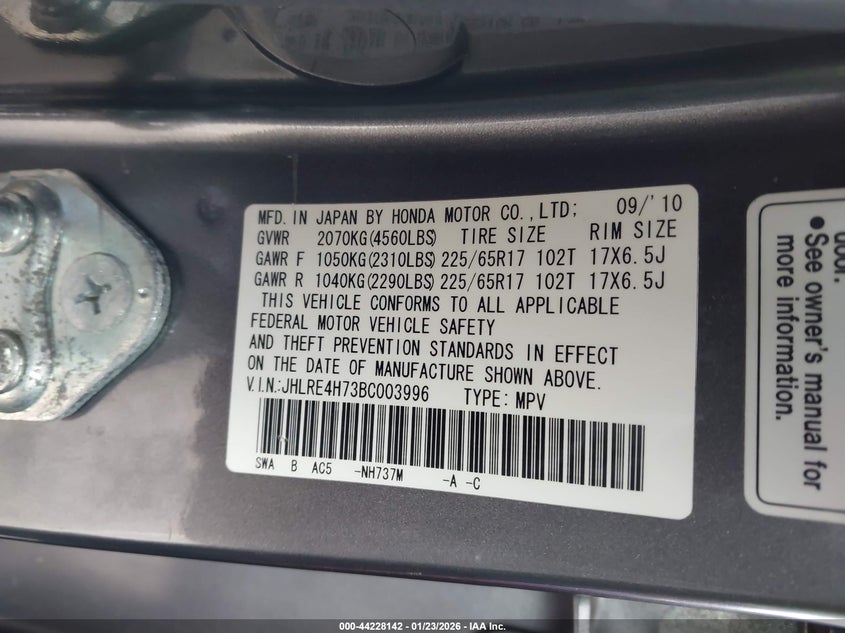 MFD. IN JAPAN BY HONDA MOTOR CO., LTD; 09/'10
GVWR 2070KG(4560LBS) TIRE SIZE RIM SIZE
GAWR F 1050KG(2310LBS) 225/65R17 102T 17X6.5J
GAWR R 1040KG(2290LBS) 225/65R17 102T 17X6.5J
THIS VEHICLE CONFORMS TO ALL APPLICABLE
FEDERAL MOTOR VEHICLE SAFETY
AND THEFT PREVENTION STANDARDS IN EFFECT
ON THE DATE OF MANUFACTURE SHOWN ABOVE.
V.I.N.:JHLRE4H73BC003996 TYPE: MPV
SWA B AC5 -NH737M -A -C
door.
●See owner's manual for
more information.
000-44228142 - 01/23/2026 - IAA Inc.